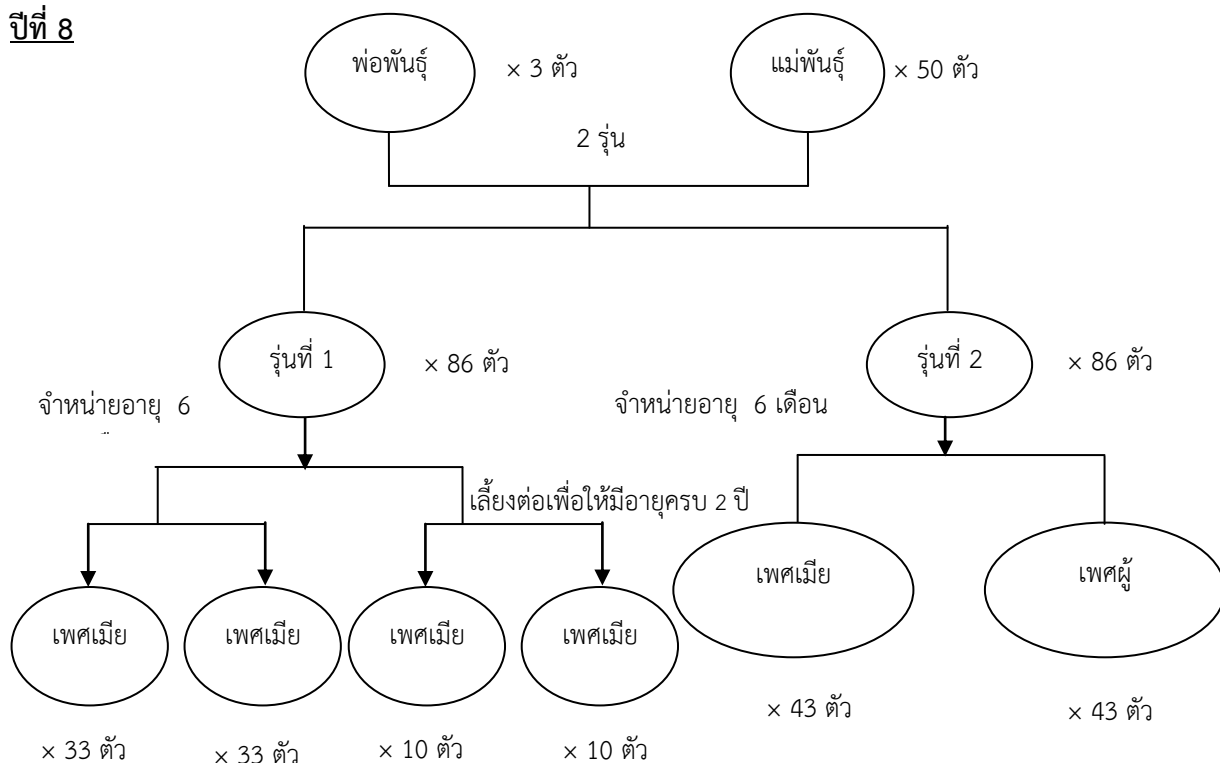 ปีที่ 8
พ่อพันธุ์ × 3 ตัว แม่พันธุ์ × 50 ตัว
2 รุ่น
รุ่นที่ 1 × 86 ตัว รุ่นที่ 2 × 86 ตัว
จำหน่ายอายุ 6 จำหน่ายอายุ 6 เดือน
เลี้ยงต่อเพื่อให้มีอายุครบ 2 ปี
เพศเมีย เพศผู้
เพศเมีย เพศเมีย เพศเมีย เพศเมีย
× 43 ตัว × 43 ตัว
× 33 ตัว × 33 ตัว × 10 ตัว × 10 ตัว